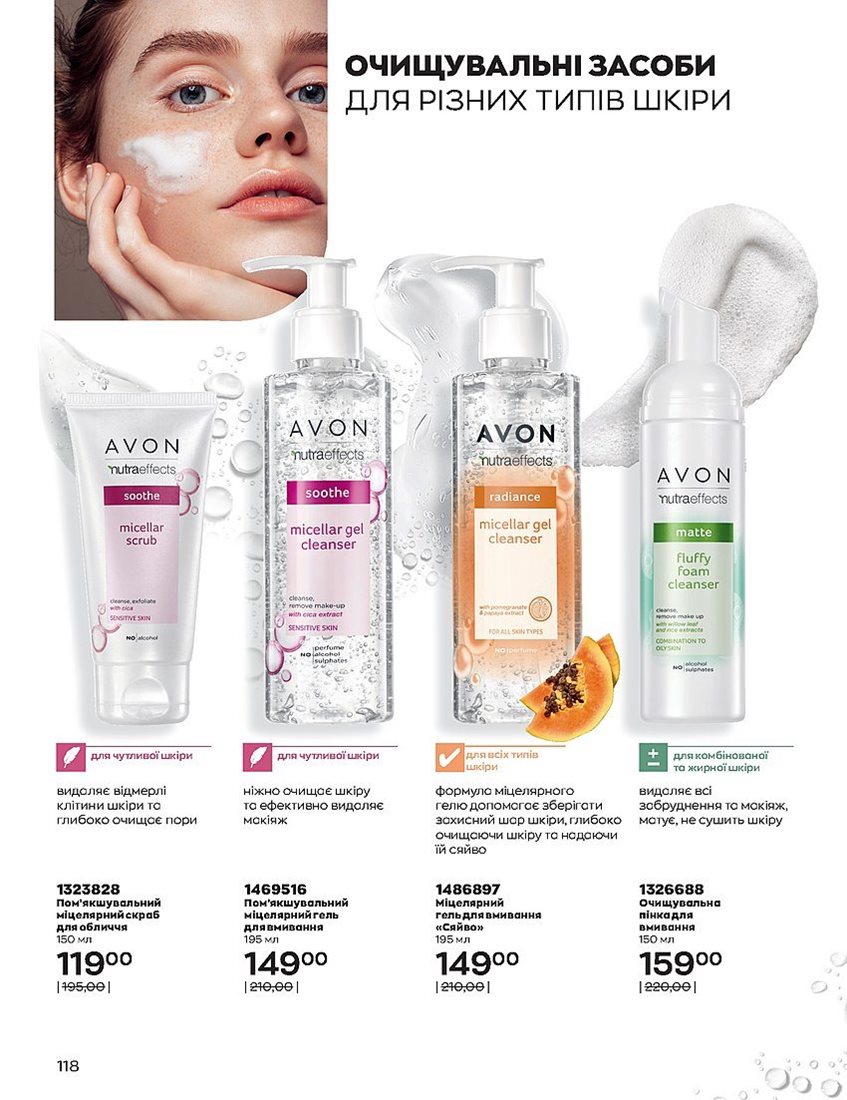 ОЧИЩУВАЛЬНІ ЗАСОБИ
ДЛЯ РІЗНИХ ТИПІВ ШКІРИ
AVON
nutraeffects
soothe
micellar
scrub
cleanse, exfoliate
with cica
SENSITIVE SKIN
NO alcohol
AVON
nutraeffects
soothe
micellar gel
cleanser
cleanse,
remove make-up
with cica extract
SENSITIVE SKIN
NO perfume
alcohol
sulphates
AVON
nutraeffects
radiance
micellar gel
cleanser
with pomegranate
& papaya extract
FOR ALL SKIN TYPES
NO perfume
AVON
nutraeffects
matte
fluffy
foam
cleanser
cleanse,
remove make up
with willow leaf
and rice extracts
COMBINATION TO
OILY SKIN
NO alcohol
sulphates
для чутливої шкіри
видаляє відмерлі
клітини шкіри та
глибоко очищає пори
1323828
Пом'якшувальний
міцелярний скраб
для обличчя
150 мл
11900
|195,00|
для чутливої шкіри
ніжно очищає шкіру
та ефективно видаляє
макіяж
1469516
Пом'якшувальний
міцелярний гель
для вмивання
195 мл
14900
|210,00|
для всіх типів
шкіри
формула міцелярного
гелю допомагає зберігати
захисний шар шкіри, глибоко
очищаючи шкіру та надаючи
їй сяйво
1486897
Міцелярний
гель для вмивання
«Сяйво»
195 мл
14900
|210,00|
для комбінованої
та жирної шкіри
видаляє всі
забруднення та макіяж,
матує, не сушить шкіру
1326688
Очищувальна
пінка для
вмивання
150 мл
15900
|220,00|
118